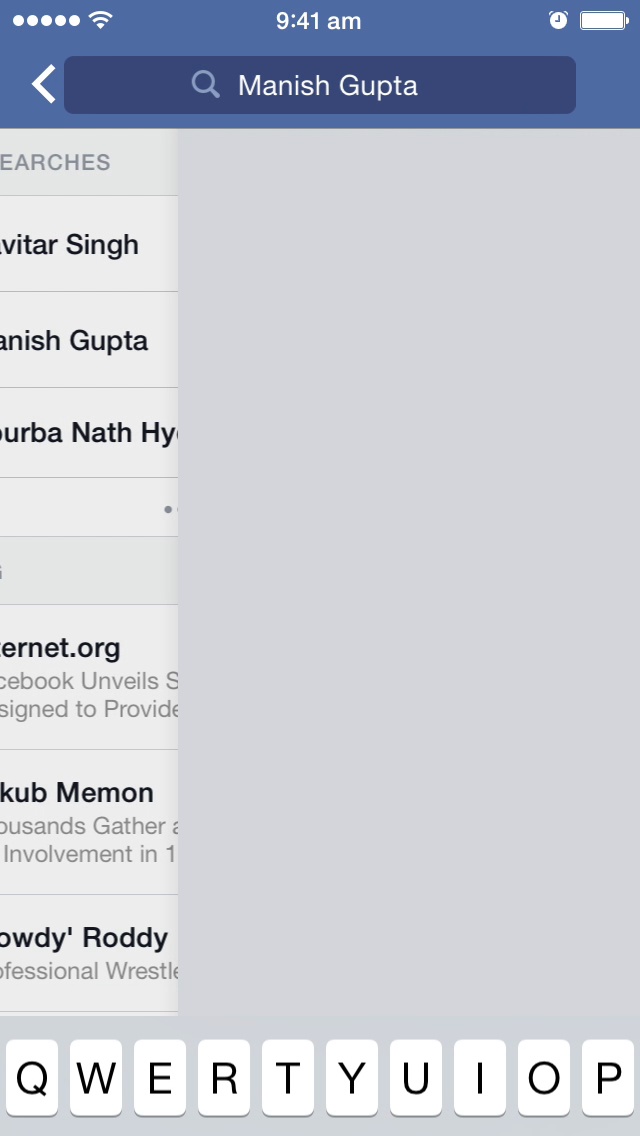 9:41 am
Manish Gupta
EARCHES
vitar Singh
anish Gupta
ourba Nath Hy
G
ternet.org
cebook Unveils S
signed to Provide
kub Memon
ousands Gather a
Involvement in 1
owdy' Roddy
ofessional Wrestle
Q W E R T Y U I O P